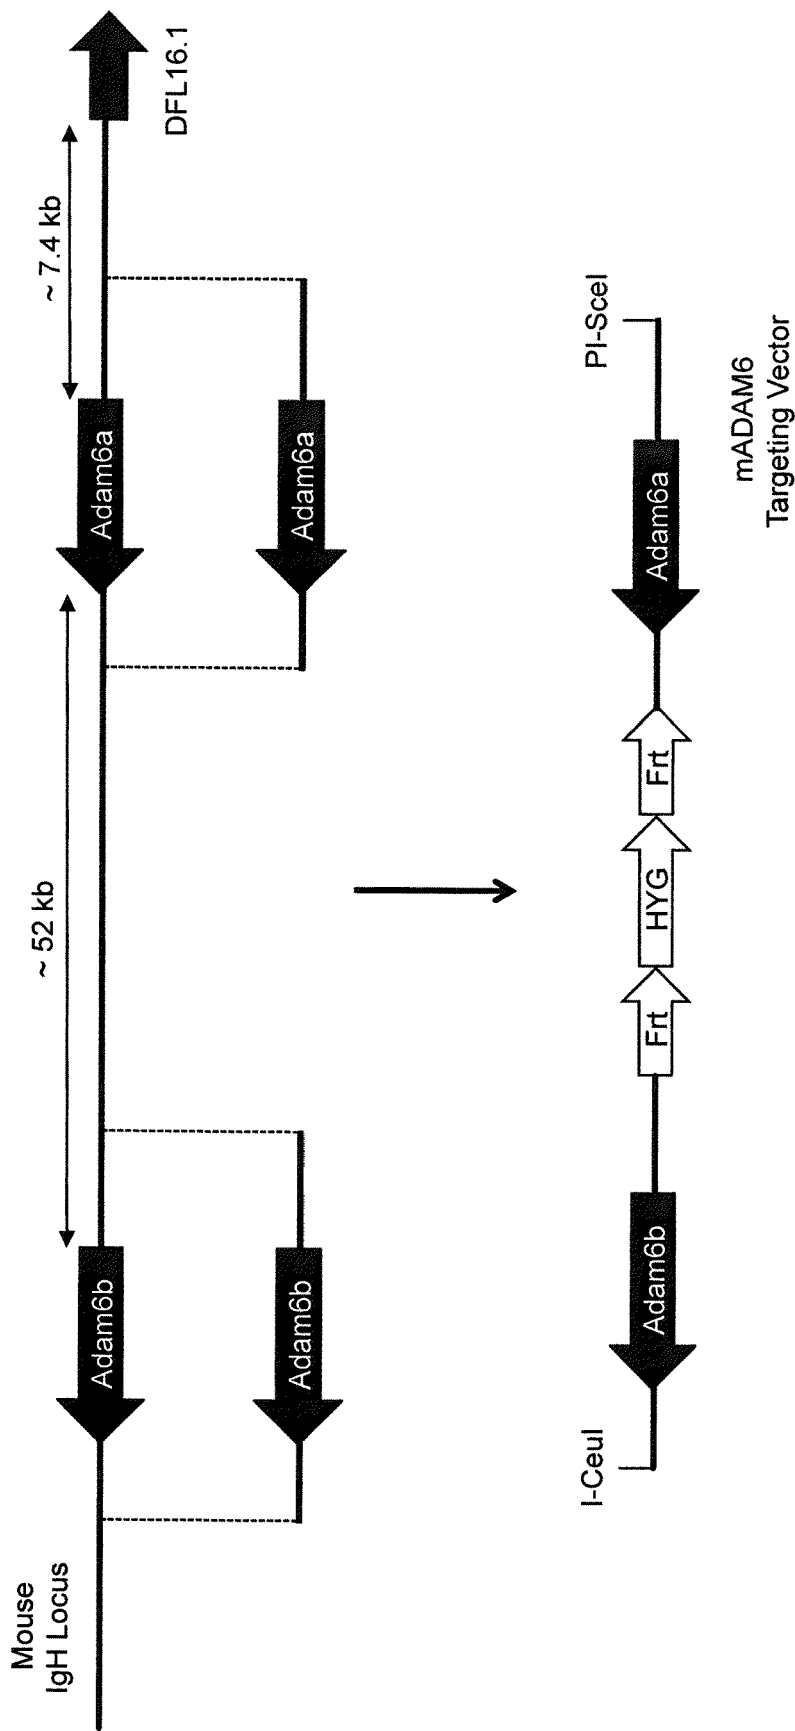 Mouse
IgH Locus
~ 52 kb
~ 7.4 kb
Adam6b
Adam6a
DFL16.1
Adam6b
Adam6a
I-CeuI
PI-SceI
Adam6b
Frt
HYG
Frt
Adam6a
mADAM6
Targeting Vector